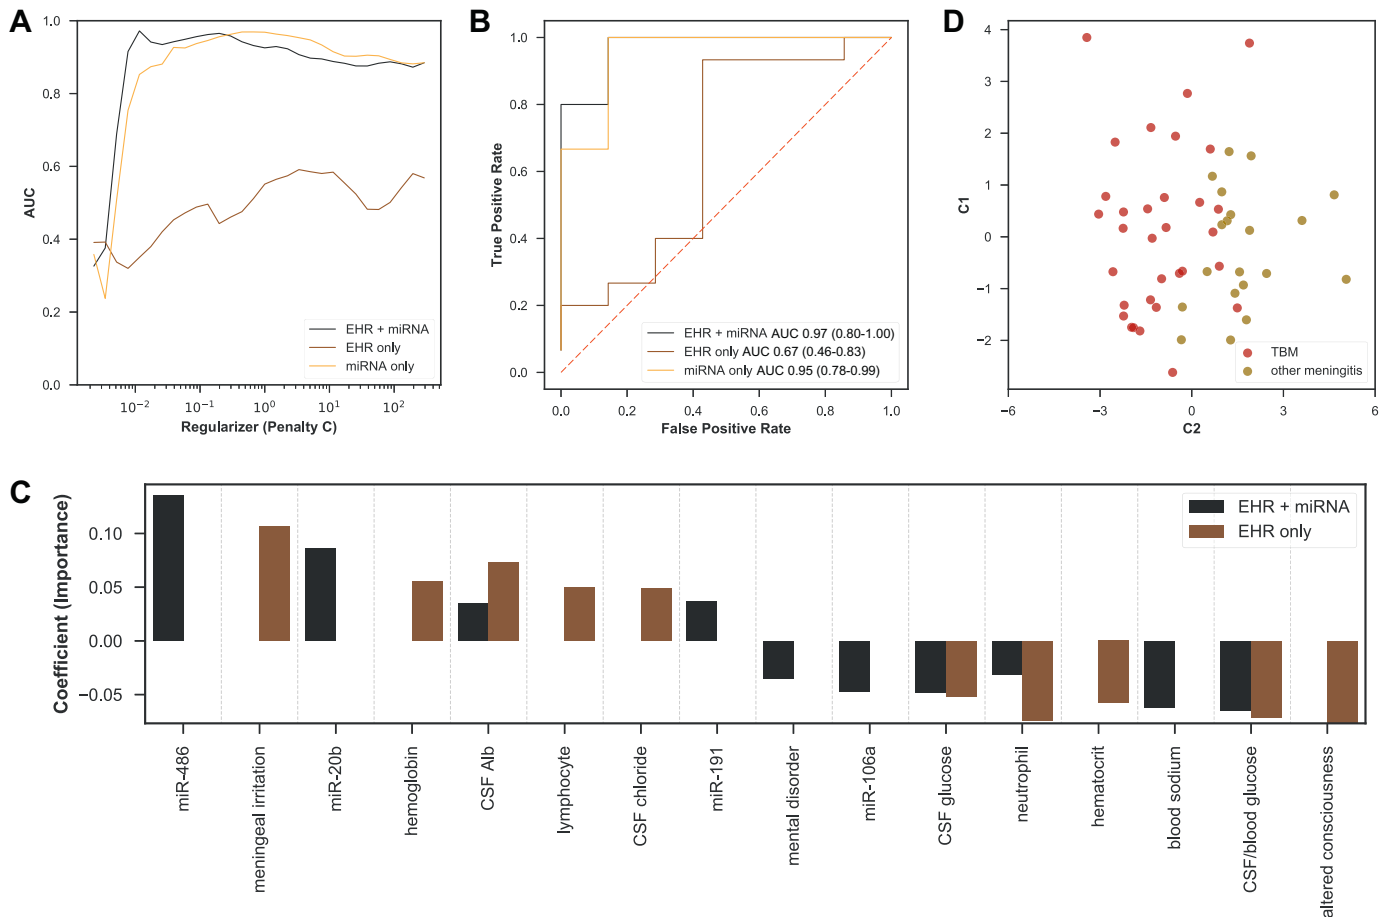 A
1.0
0.8
0.6
0.4
0.2
0.0
AUC
EHR + miRNA
EHR only
miRNA only
10⁻²
10⁻¹
10⁰
10¹
10²
Regularizer (Penalty C)
B
1.0
0.8
0.6
0.4
0.2
0.0
True Positive Rate
EHR + miRNA AUC 0.97 (0.80-1.00)
EHR only AUC 0.67 (0.46-0.83)
miRNA only AUC 0.95 (0.78-0.99)
0.0
0.2
0.4
0.6
0.8
1.0
False Positive Rate
D
4
3
2
1
0
−1
−2
C1
TBM
other meningitis
−6
−3
0
3
6
C2
C
Coefficient (Importance)
0.10
0.05
0.00
−0.05
EHR + miRNA
EHR only
miR-486
meningeal irritation
miR-20b
hemoglobin
CSF Alb
lymphocyte
CSF chloride
miR-191
mental disorder
miR-106a
CSF glucose
neutrophil
hematocrit
blood sodium
CSF/blood glucose
altered consciousness